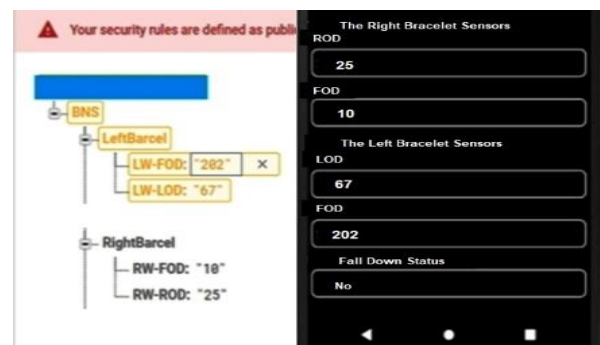 Your security rules are defined as publi
BNS
LeftBarcel
LW-FOD: "202" ×
LW-LOD: "67"
RightBarcel
RW-FOD: "10"
RW-ROD: "25"
The Right Bracelet Sensors
ROD
25
FOD
10
The Left Bracelet Sensors
LOD
67
FOD
202
Fall Down Status
No